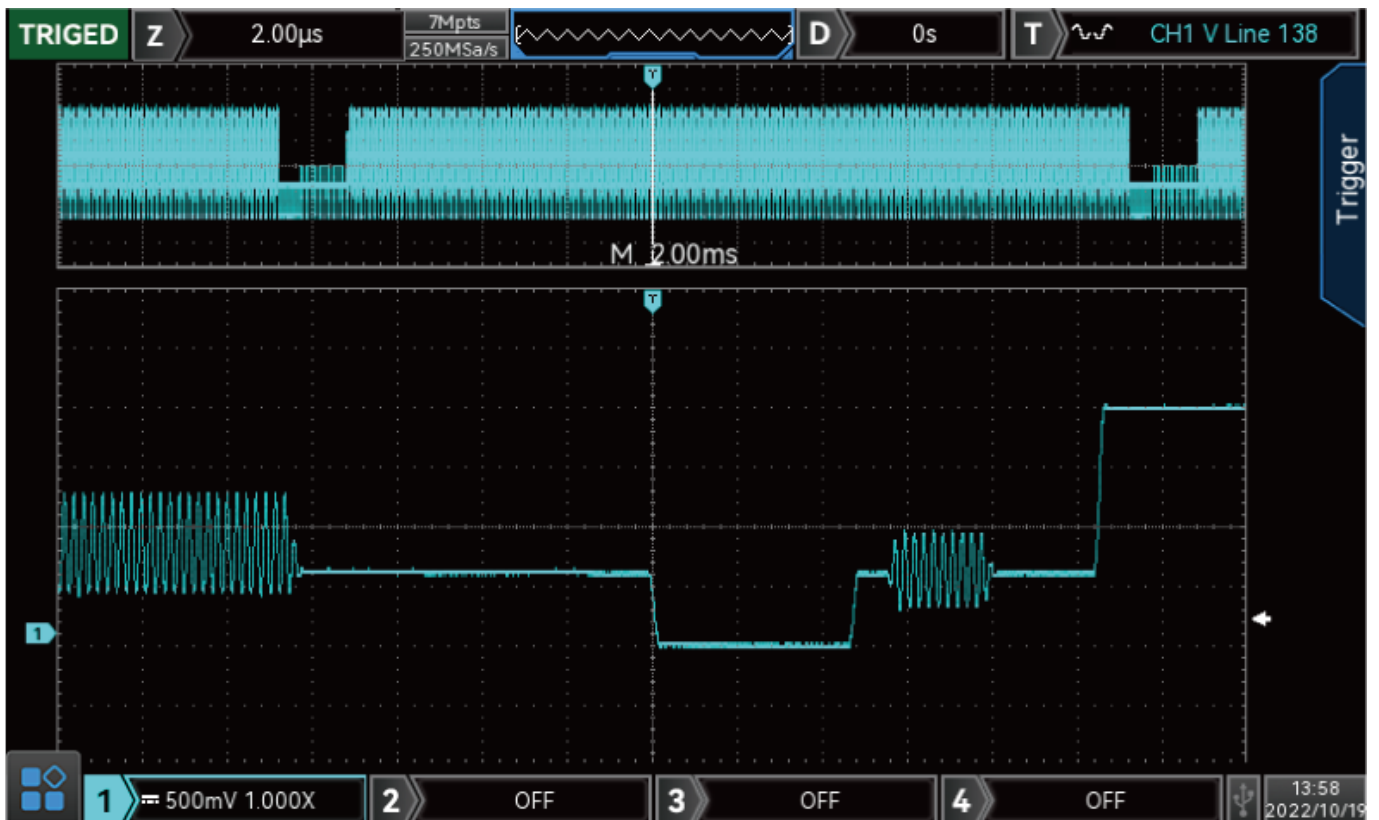 TRIGED Z 2.00μs 7Mpts D 0s T CH1 V Line 138
250MSa/s
T
Trigger
M 2.00ms
T
1
1 500mV 1.000X 2 OFF 3 OFF 4 OFF 13:58
2022/10/19